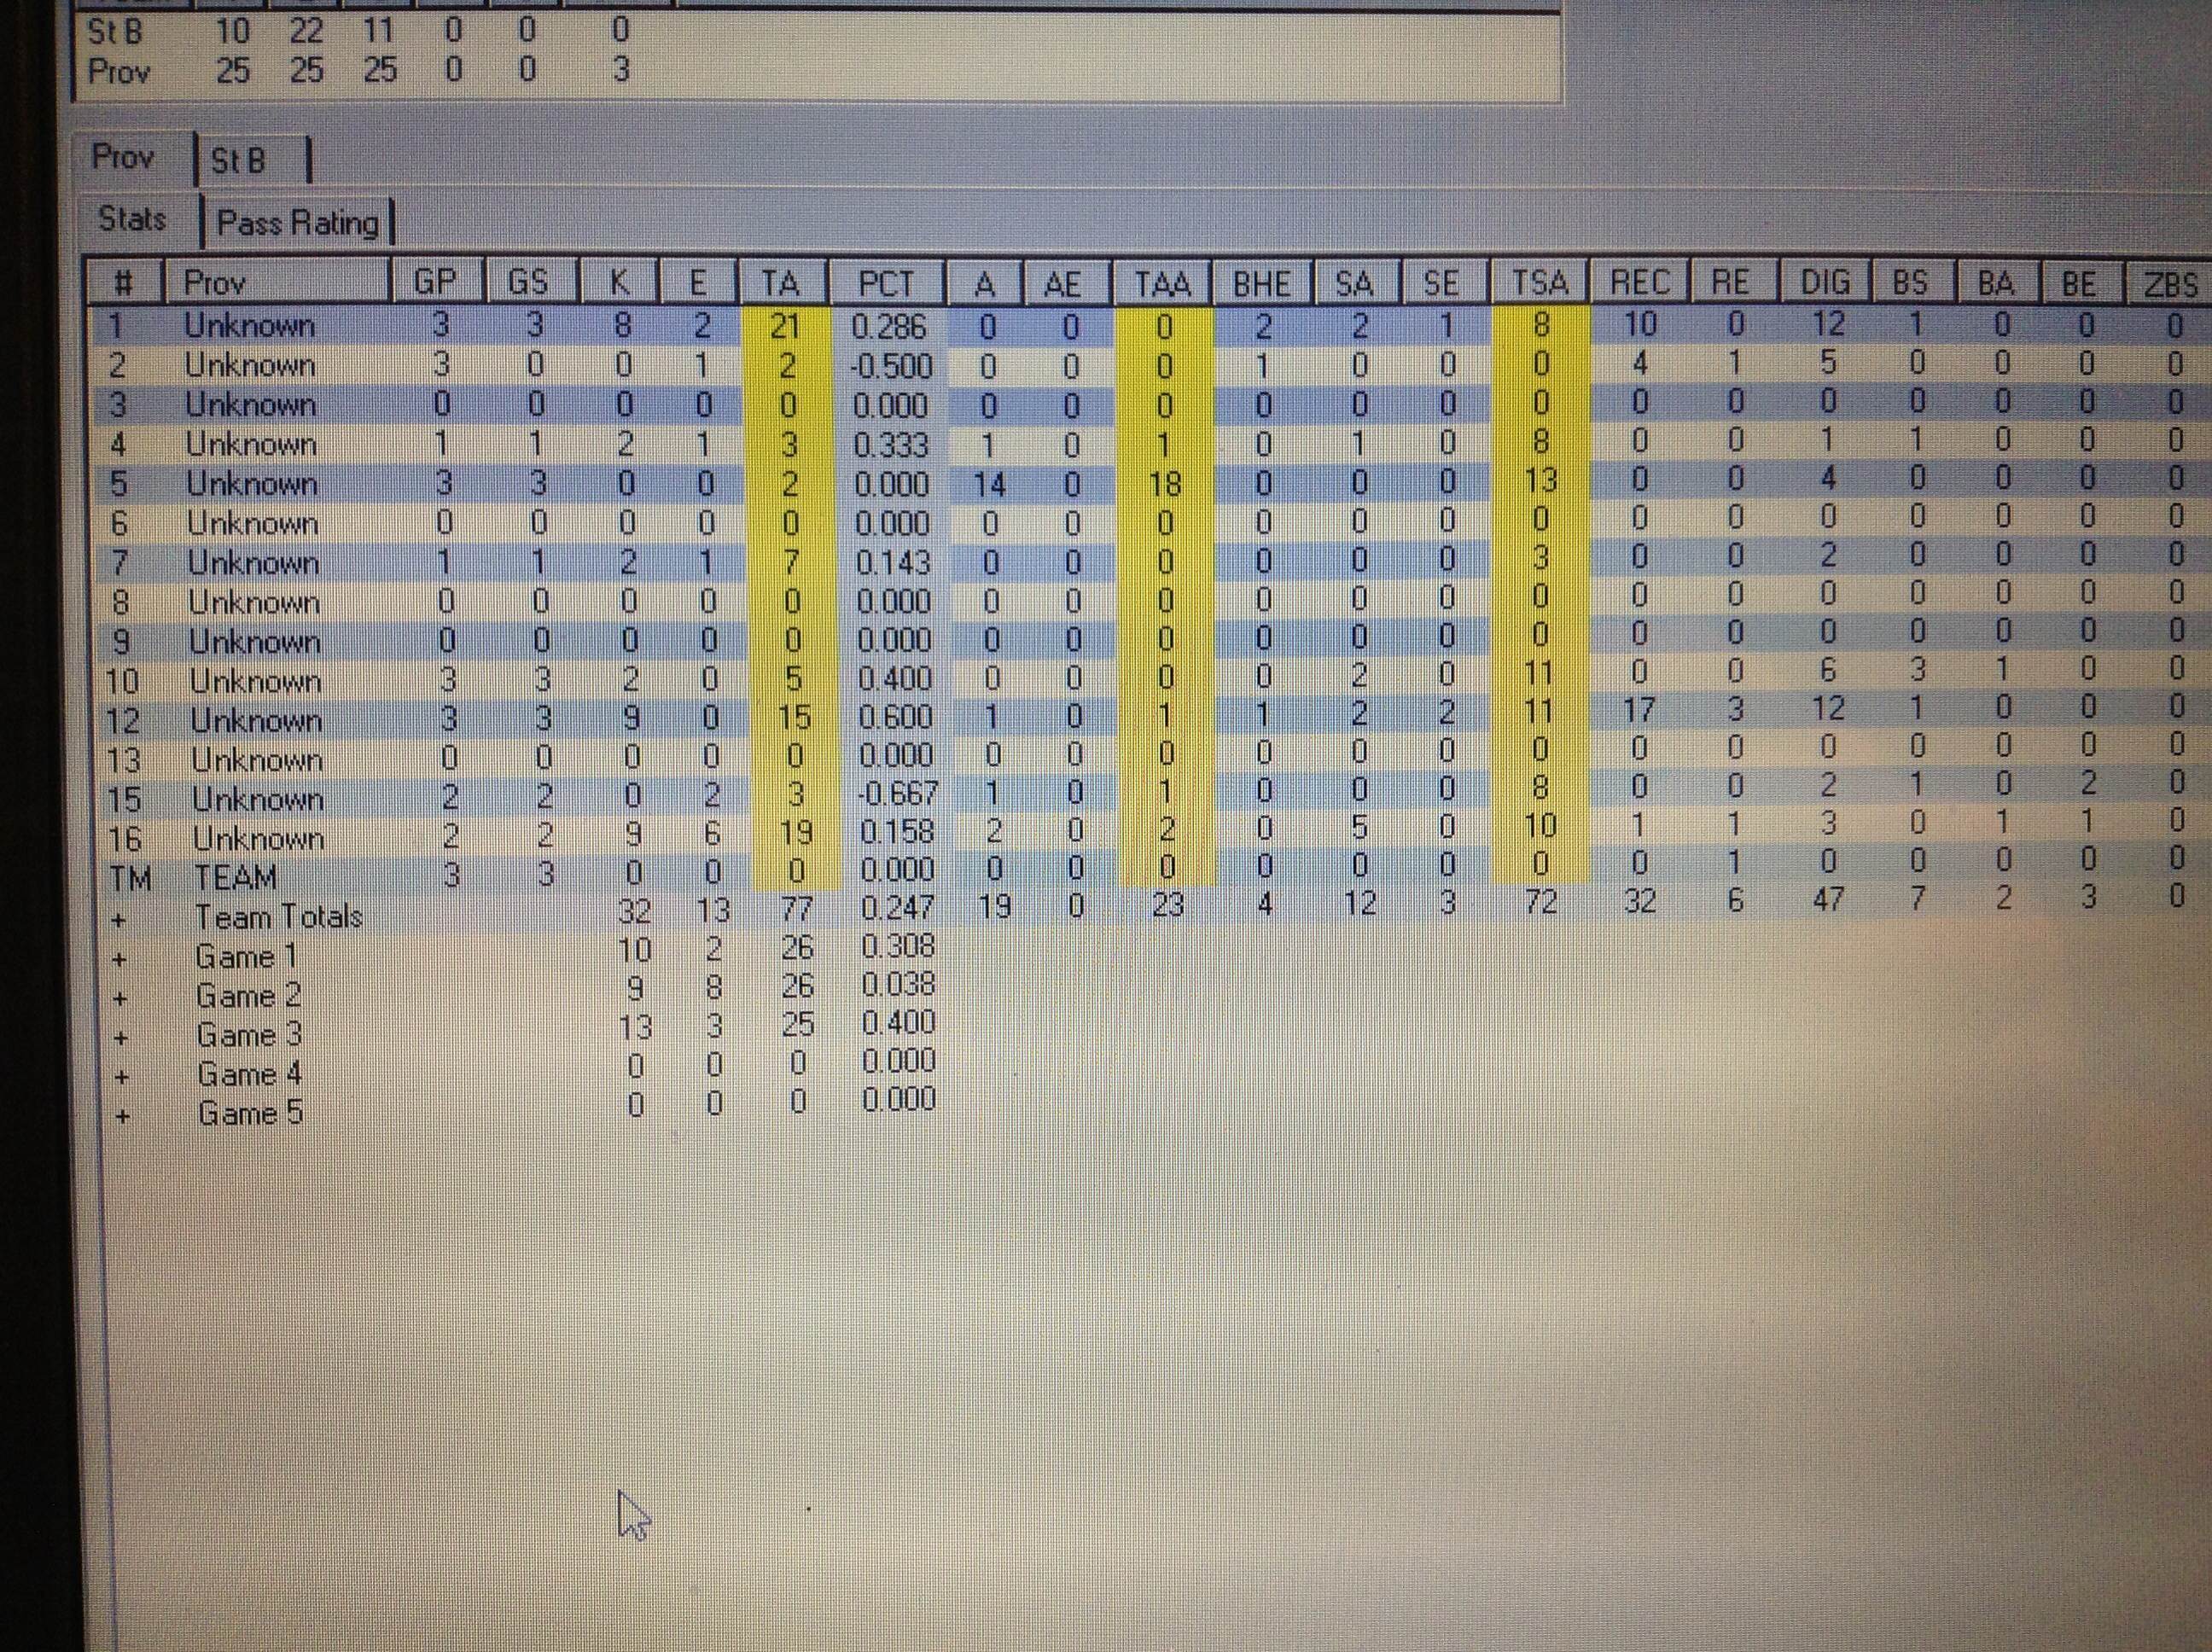 St B 10 22 11 0 0 0
Prov 25 25 25 0 0 3
Prov St B
Stats Pass Rating
# Prov GP GS K E TA PCT A AE TAA BHE SA SE TSA REC RE DIG BS BA BE ZBS
1 Unknown 3 3 8 2 21 0.286 0 0 0 2 2 1 8 10 0 12 1 0 0 0
2 Unknown 3 0 0 1 2 -0.500 0 0 0 1 0 0 0 4 1 5 0 0 0 0
3 Unknown 0 0 0 0 0 0.000 0 0 0 0 0 0 0 0 0 0 0 0 0 0
4 Unknown 1 1 2 1 3 0.333 1 0 1 0 1 0 8 0 0 1 1 0 0 0
5 Unknown 3 3 0 0 2 0.000 14 0 18 0 0 0 13 0 0 4 0 0 0 0
6 Unknown 0 0 0 0 0 0.000 0 0 0 0 0 0 0 0 0 0 0 0 0 0
7 Unknown 1 1 2 1 7 0.143 0 0 0 0 0 0 3 0 0 2 0 0 0 0
8 Unknown 0 0 0 0 0 0.000 0 0 0 0 0 0 0 0 0 0 0 0 0 0
9 Unknown 0 0 0 0 0 0.000 0 0 0 0 0 0 0 0 0 0 0 0 0 0
10 Unknown 3 3 2 0 5 0.400 0 0 0 0 2 0 11 0 0 6 3 1 0 0
12 Unknown 3 3 9 0 15 0.600 1 0 1 1 2 2 11 17 3 12 1 0 0 0
13 Unknown 0 0 0 0 0 0.000 0 0 0 0 0 0 0 0 0 0 0 0 0 0
15 Unknown 2 2 0 2 3 -0.667 1 0 1 0 0 0 8 0 0 2 1 0 2 0
16 Unknown 2 2 9 6 19 0.158 2 0 2 0 5 0 10 1 1 3 0 1 1 0
TM TEAM 3 3 0 0 0 0.000 0 0 0 0 0 0 0 0 1 0 0 0 0 0
+ Team Totals 32 13 77 0.247 19 0 23 4 12 3 72 32 6 47 7 2 3 0
+ Game 1 10 2 26 0.308
+ Game 2 9 8 26 0.038
+ Game 3 13 3 25 0.400
+ Game 4 0 0 0 0.000
+ Game 5 0 0 0 0.000